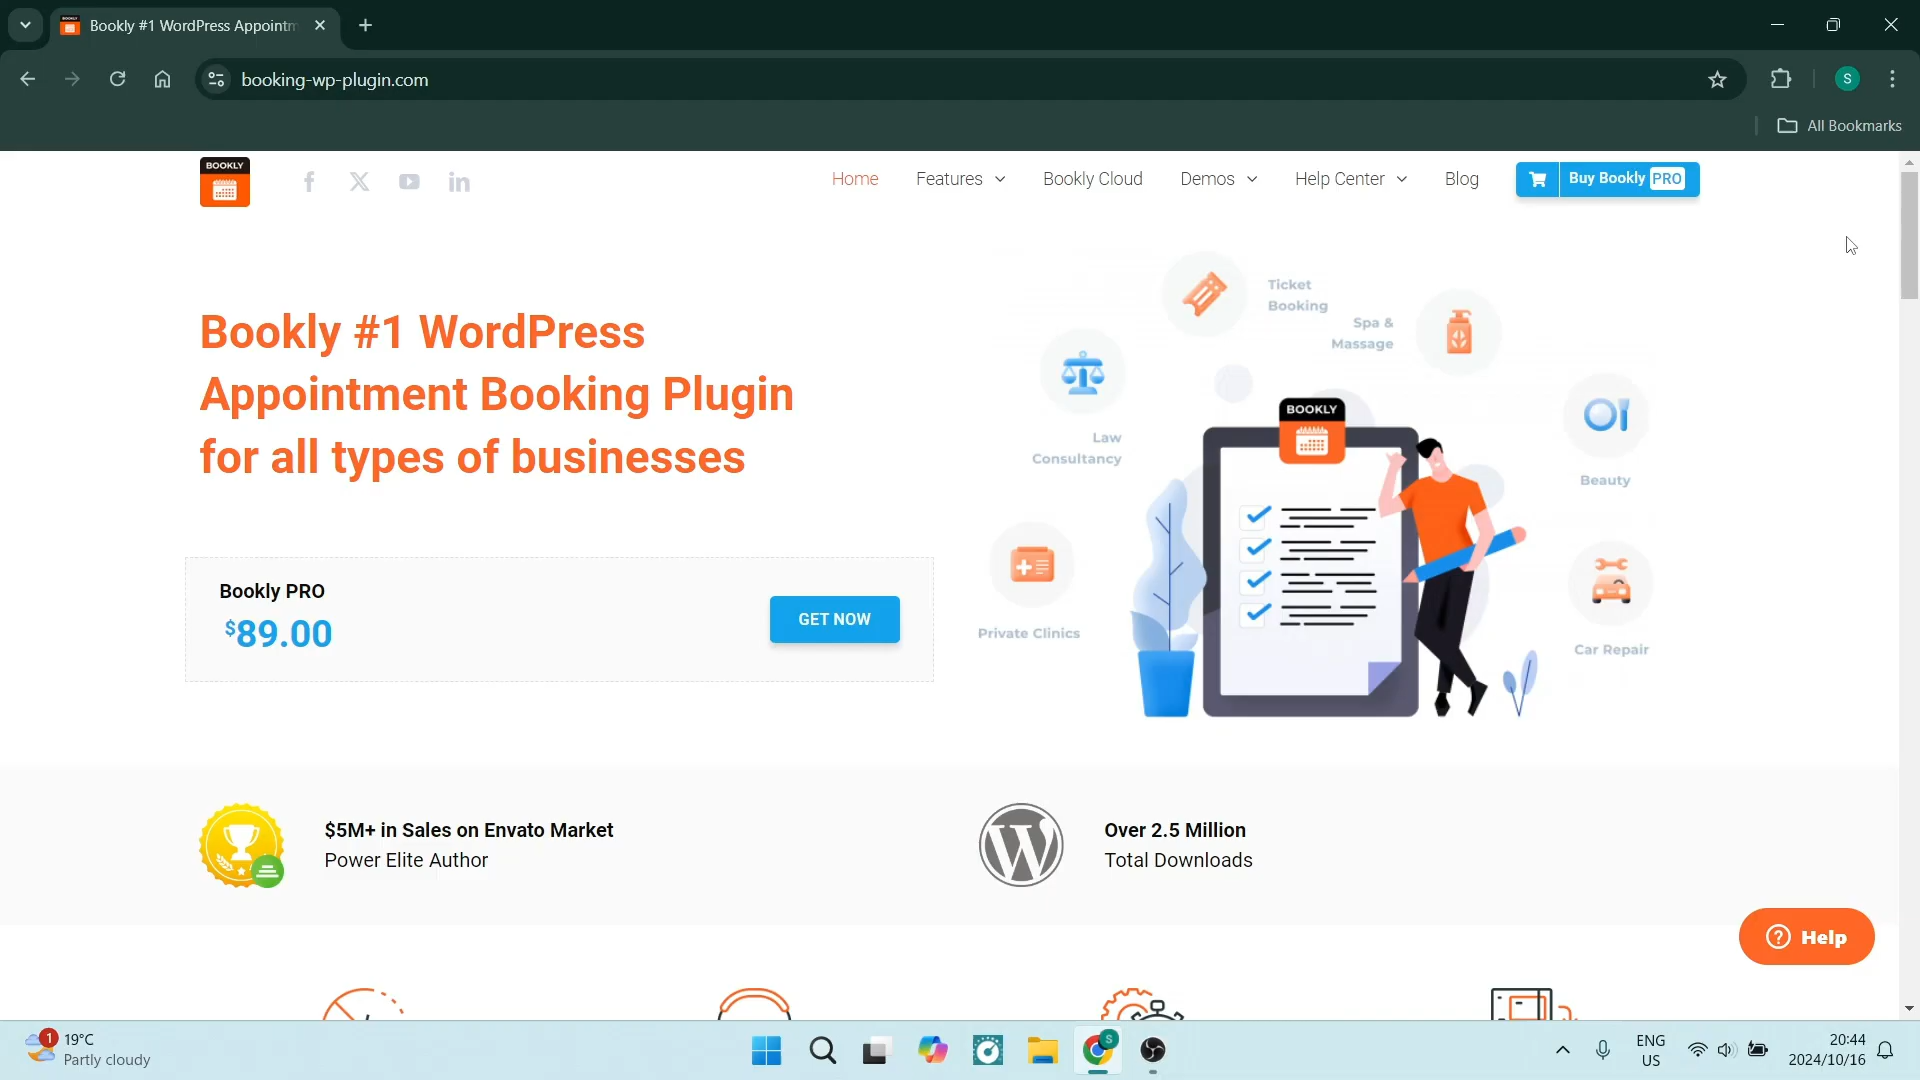 Bookly #1 WordPress Appointm
booking-wp-plugin.com
S
All Bookmarks
BOOKLY
Home
Features
Bookly Cloud
Demos
Help Center
Blog
Buy Bookly PRO
Bookly #1 WordPress
Appointment Booking Plugin
for all types of businesses
Bookly PRO
$89.00
GET NOW
Ticket
Booking
Spa &
Massage
Law
Consultancy
BOOKLY
Beauty
Private Clinics
Car Repair
$5M+ in Sales on Envato Market
Power Elite Author
Over 2.5 Million
Total Downloads
Help
1
19°C
Partly cloudy
S
ENG
US
20:44
2024/10/16